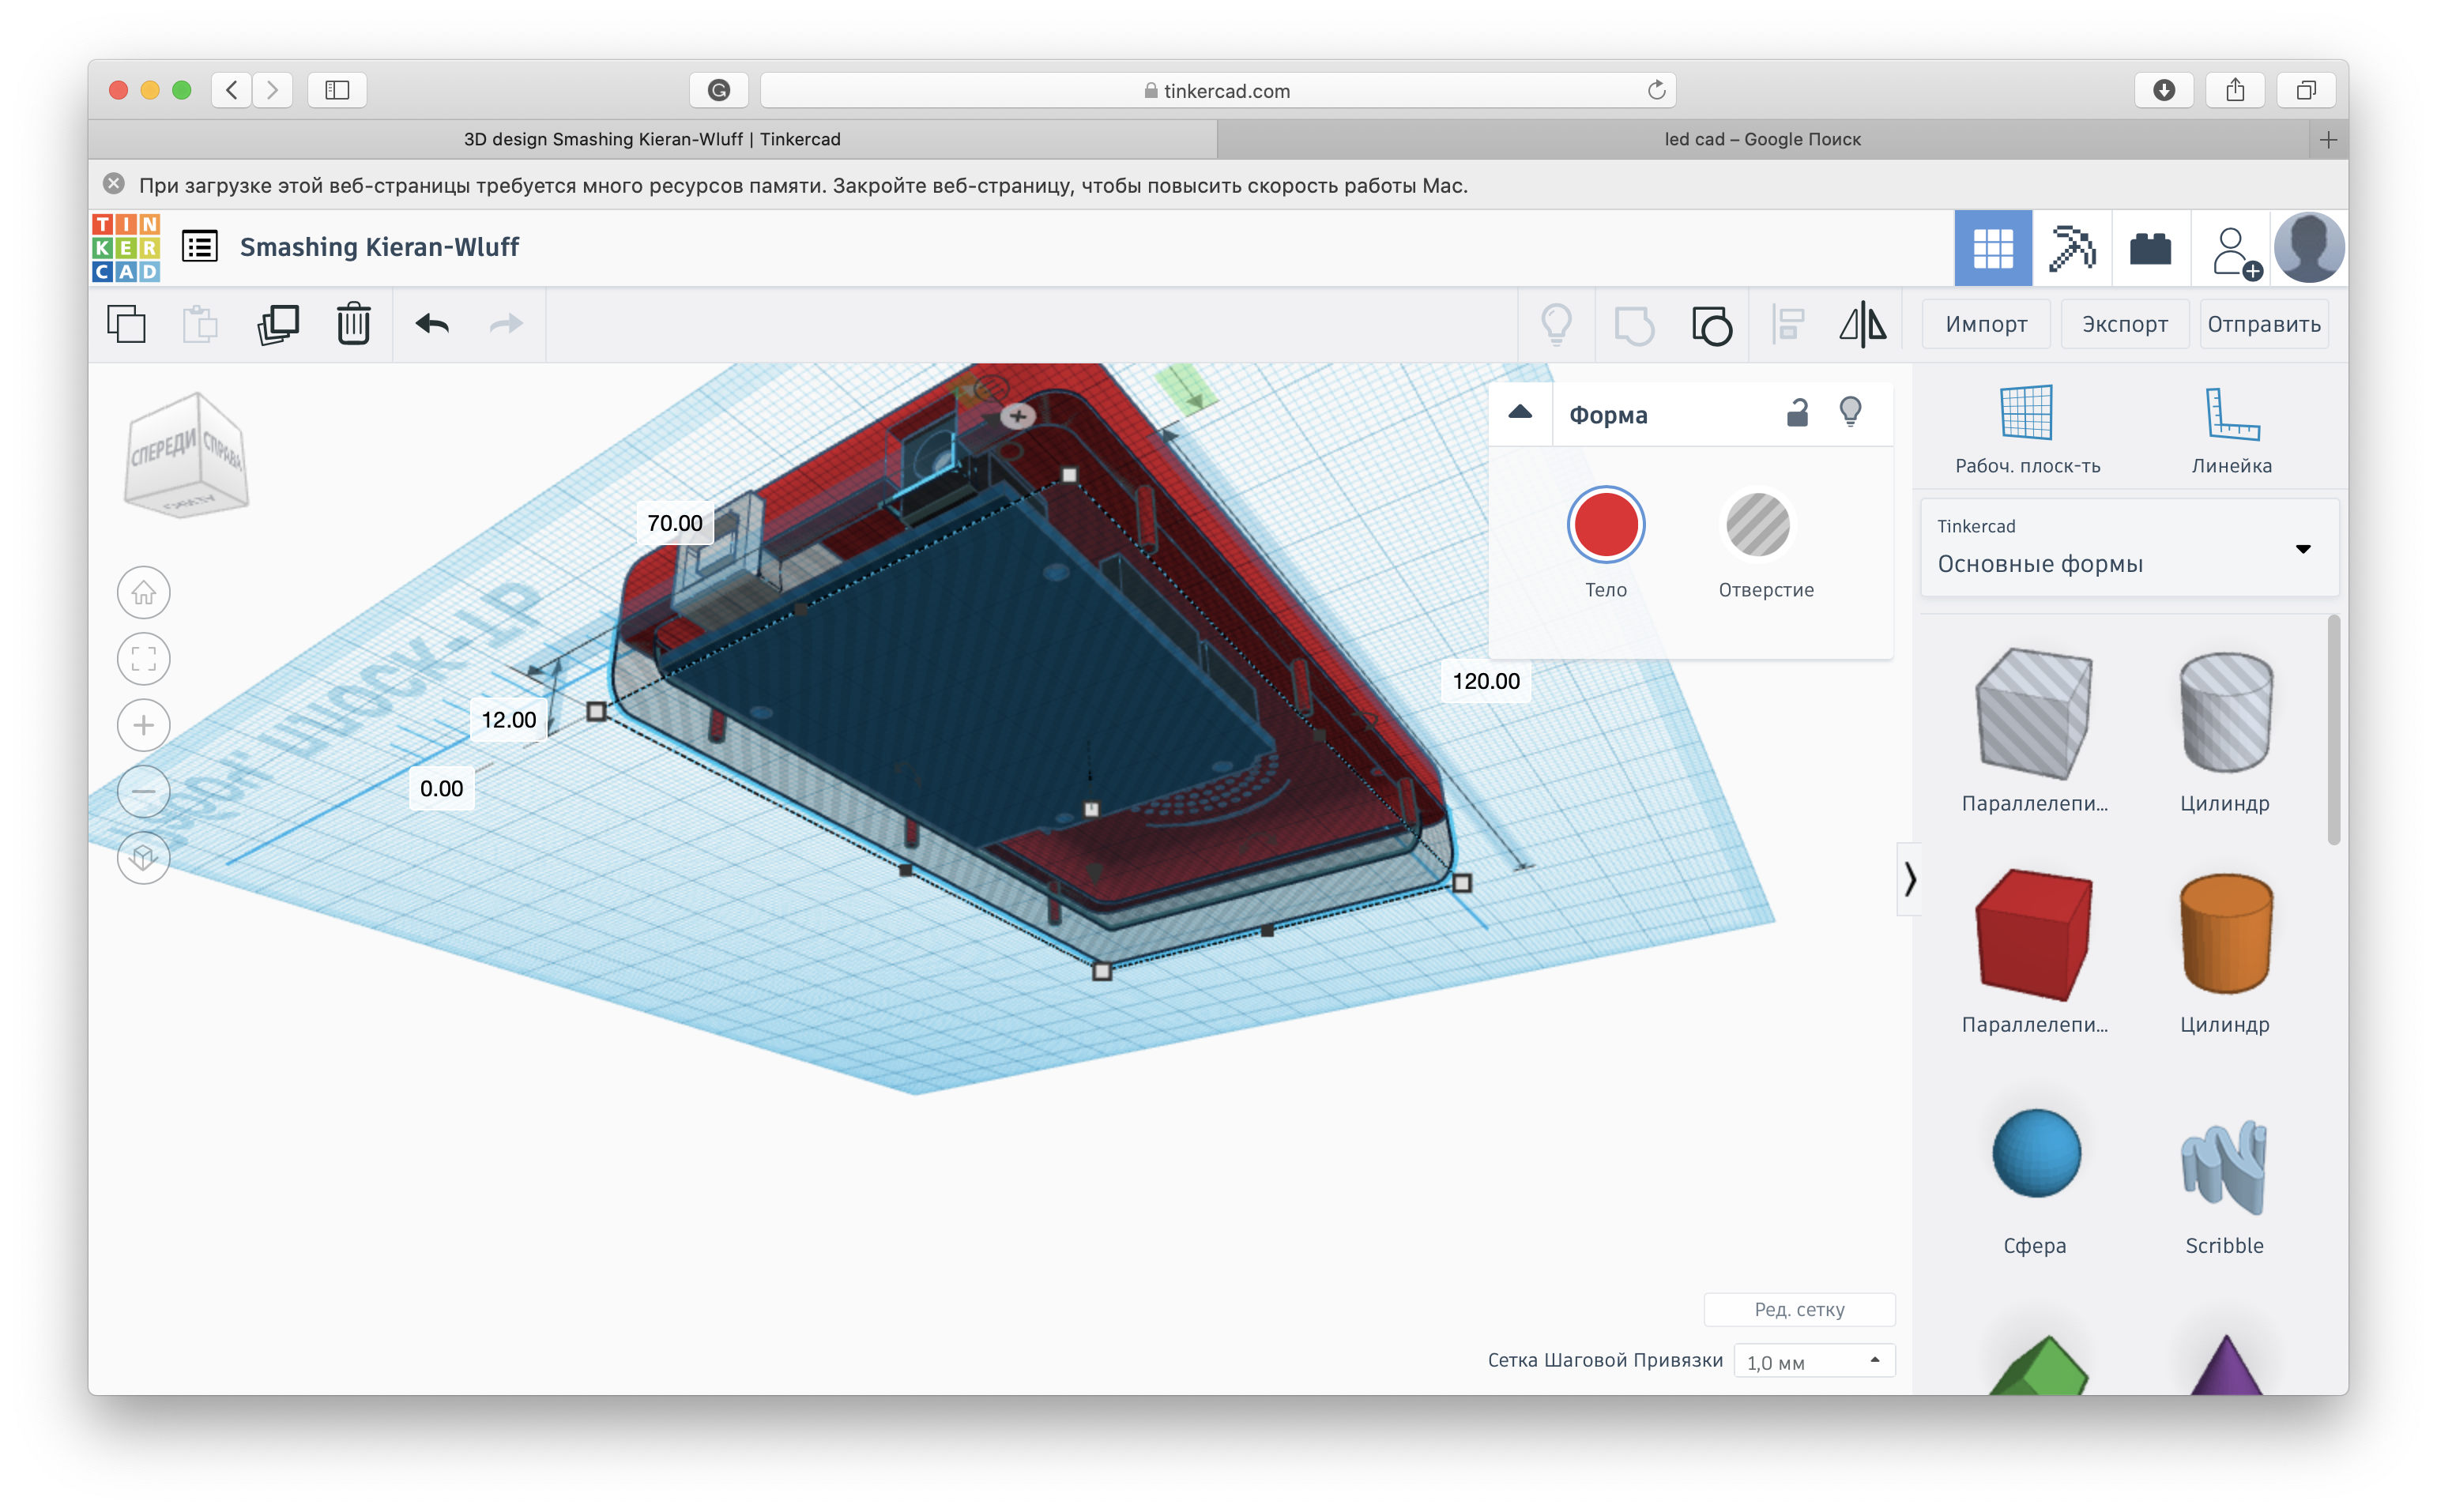 tinkercad.com
3D design Smashing Kieran-Wluff | Tinkercad
led cad – Google Поиск
При загрузке этой веб-страницы требуется много ресурсов памяти. Закройте веб-страницу, чтобы повысить скорость работы Mac.
TIN
KER
CAD
Smashing Kieran-Wluff
Импорт
Экспорт
Отправить
СПЕРЕДИ
СПРАВА
70.00
12.00
0.00
120.00
Форма
Тело
Отверстие
Рабоч. плоск-ть
Линейка
Tinkercad
Основные формы
Параллелепи...
Цилиндр
Параллелепи...
Цилиндр
Сфера
Scribble
Ред. сетку
Сетка Шаговой Привязки
1,0 мм